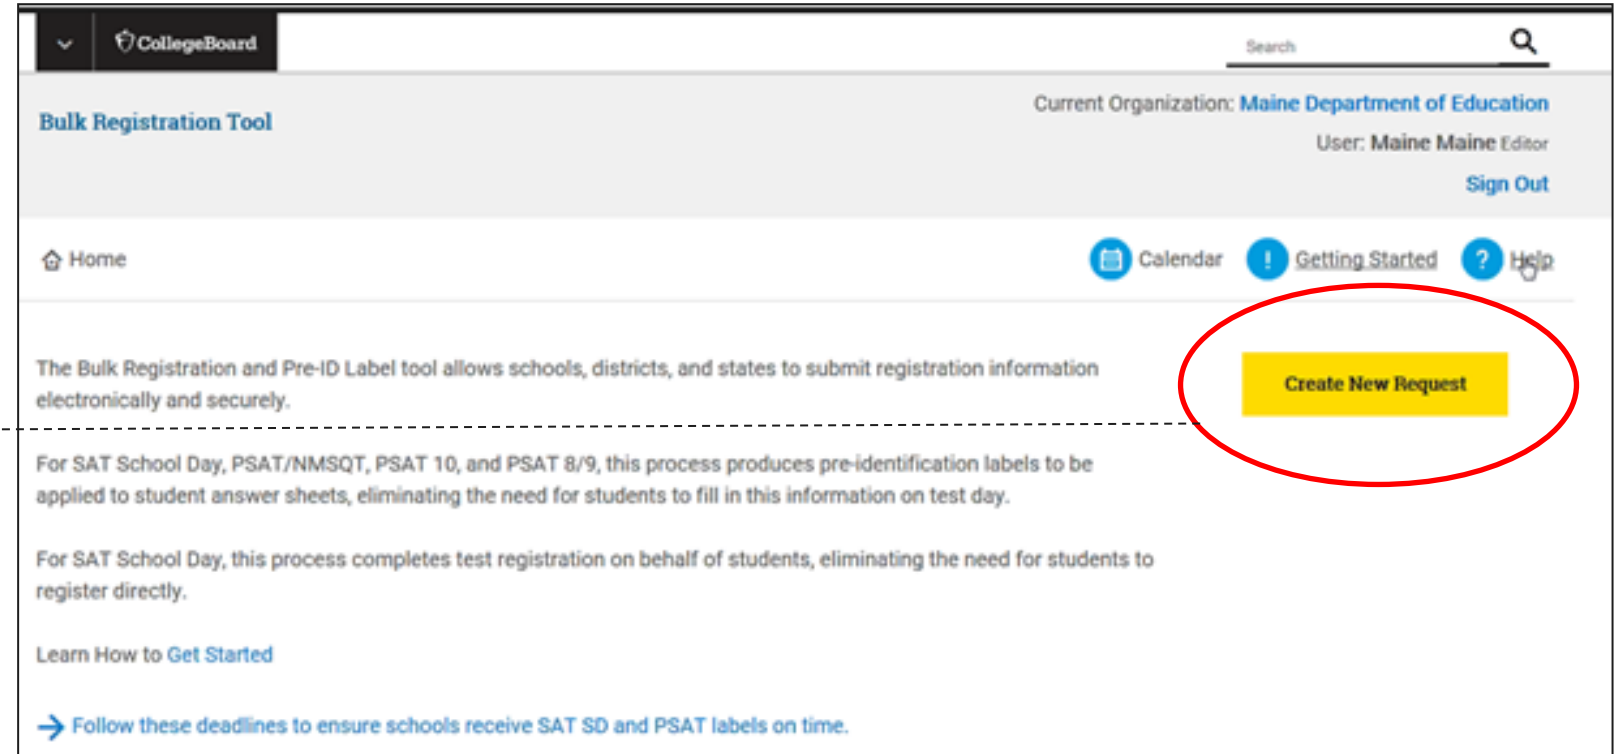 CollegeBoard
Search
Bulk Registration Tool
Current Organization: Maine Department of Education
User: Maine Maine Editor
Sign Out
Home
Calendar
! Getting Started
? Help
The Bulk Registration and Pre-ID Label tool allows schools, districts, and states to submit registration information
electronically and securely.
Create New Request
For SAT School Day, PSAT/NMSQT, PSAT 10, and PSAT 8/9, this process produces pre-identification labels to be
applied to student answer sheets, eliminating the need for students to fill in this information on test day.
For SAT School Day, this process completes test registration on behalf of students, eliminating the need for students to
register directly.
Learn How to Get Started
→ Follow these deadlines to ensure schools receive SAT SD and PSAT labels on time.